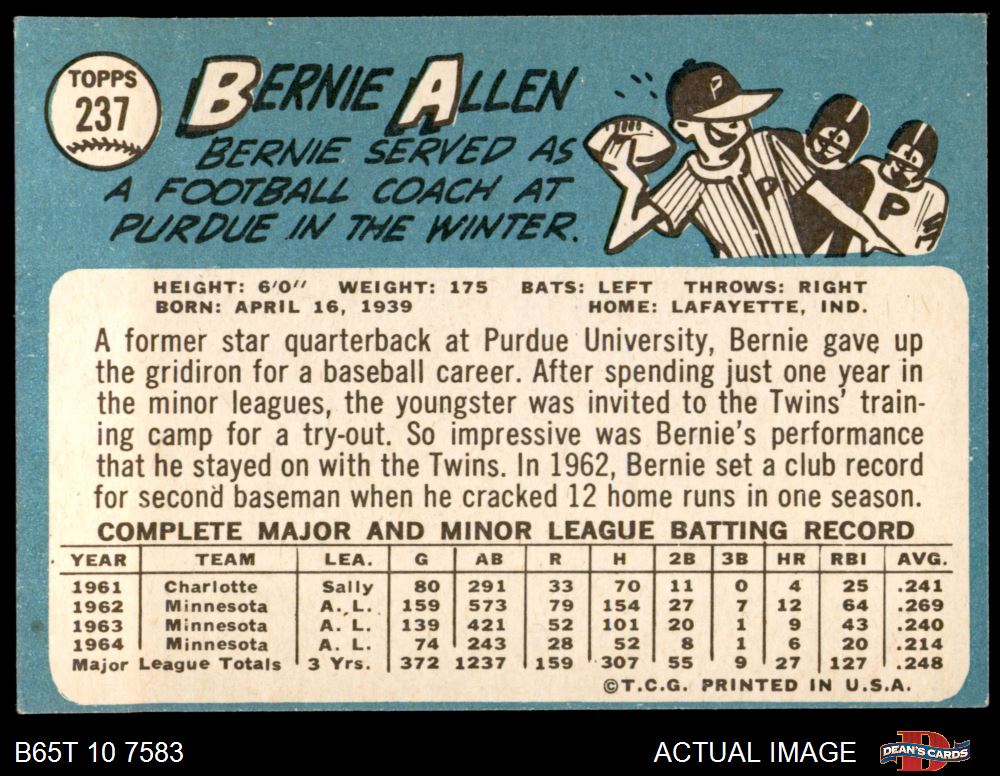 TOPPS
237
BERNIE ALLEN
BERNIE SERVED AS
A FOOTBALL COACH AT
PURDUE IN THE WINTER.
P
P
P
HEIGHT: 6'0" WEIGHT: 175 BATS: LEFT THROWS: RIGHT
BORN: APRIL 16, 1939 HOME: LAFAYETTE, IND.
A former star quarterback at Purdue University, Bernie gave up
the gridiron for a baseball career. After spending just one year in
the minor leagues, the youngster was invited to the Twins' train-
ing camp for a try-out. So impressive was Bernie's performance
that he stayed on with the Twins. In 1962, Bernie set a club record
for second baseman when he cracked 12 home runs in one season.
COMPLETE MAJOR AND MINOR LEAGUE BATTING RECORD
YEAR TEAM LEA. G AB R H 2B 3B HR RBI AVG.
1961 Charlotte Sally 80 291 33 70 11 0 4 25 .241
1962 Minnesota A. L. 159 573 79 154 27 7 12 64 .269
1963 Minnesota A. L. 139 421 52 101 20 1 9 43 .240
1964 Minnesota A. L. 74 243 28 52 8 1 6 20 .214
Major League Totals 3 Yrs. 372 1237 159 307 55 9 27 127 .248
©T.C.G. PRINTED IN U.S.A.
B65T 10 7583
ACTUAL IMAGE
D
DEAN'S CARDS